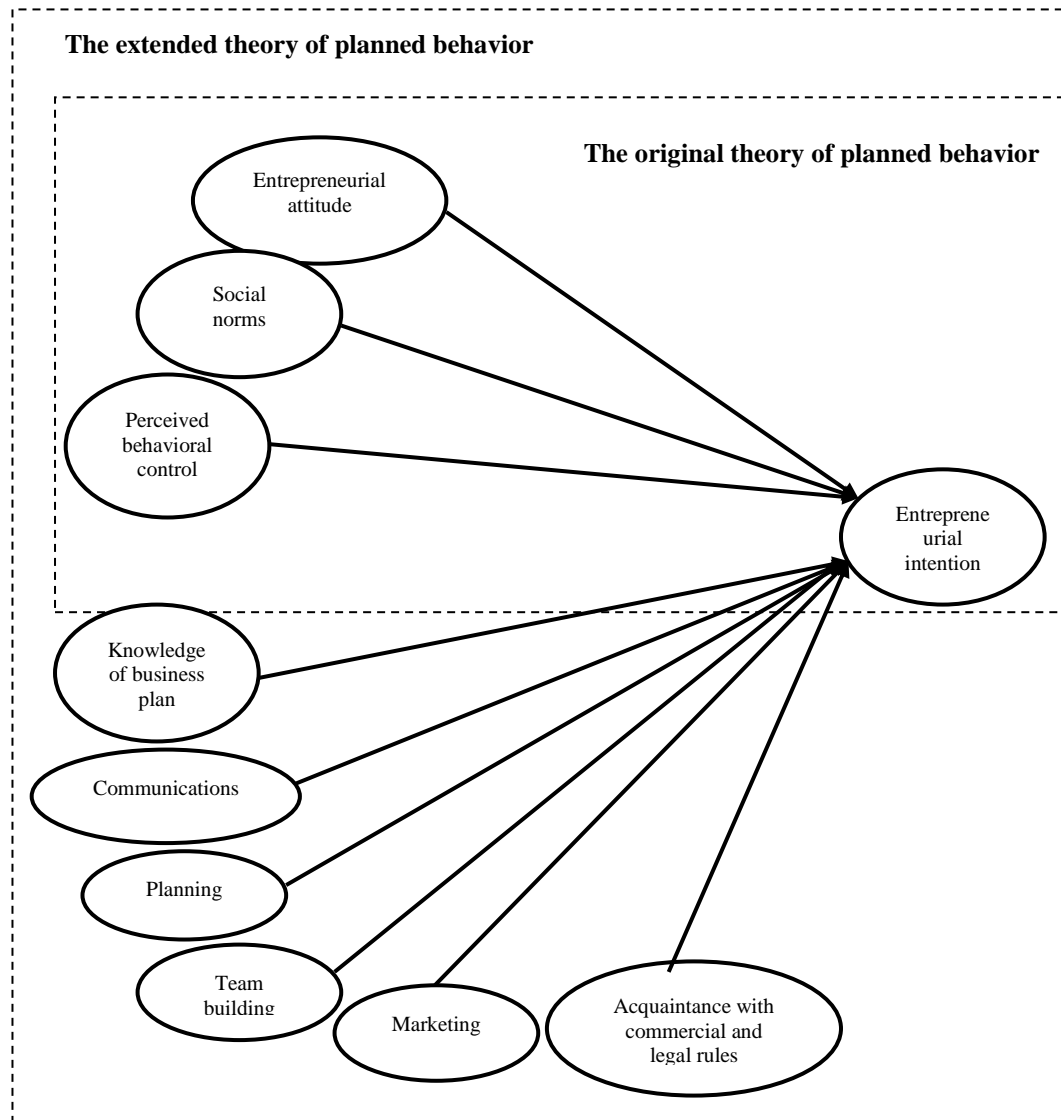 The extended theory of planned behavior
The original theory of planned behavior
Entrepreneurial
attitude
Social
norms
Perceived
behavioral
control
Entreprene
urial
intention
Knowledge
of business
plan
Communications
Planning
Team
building
Marketing
Acquaintance with
commercial and
legal rules